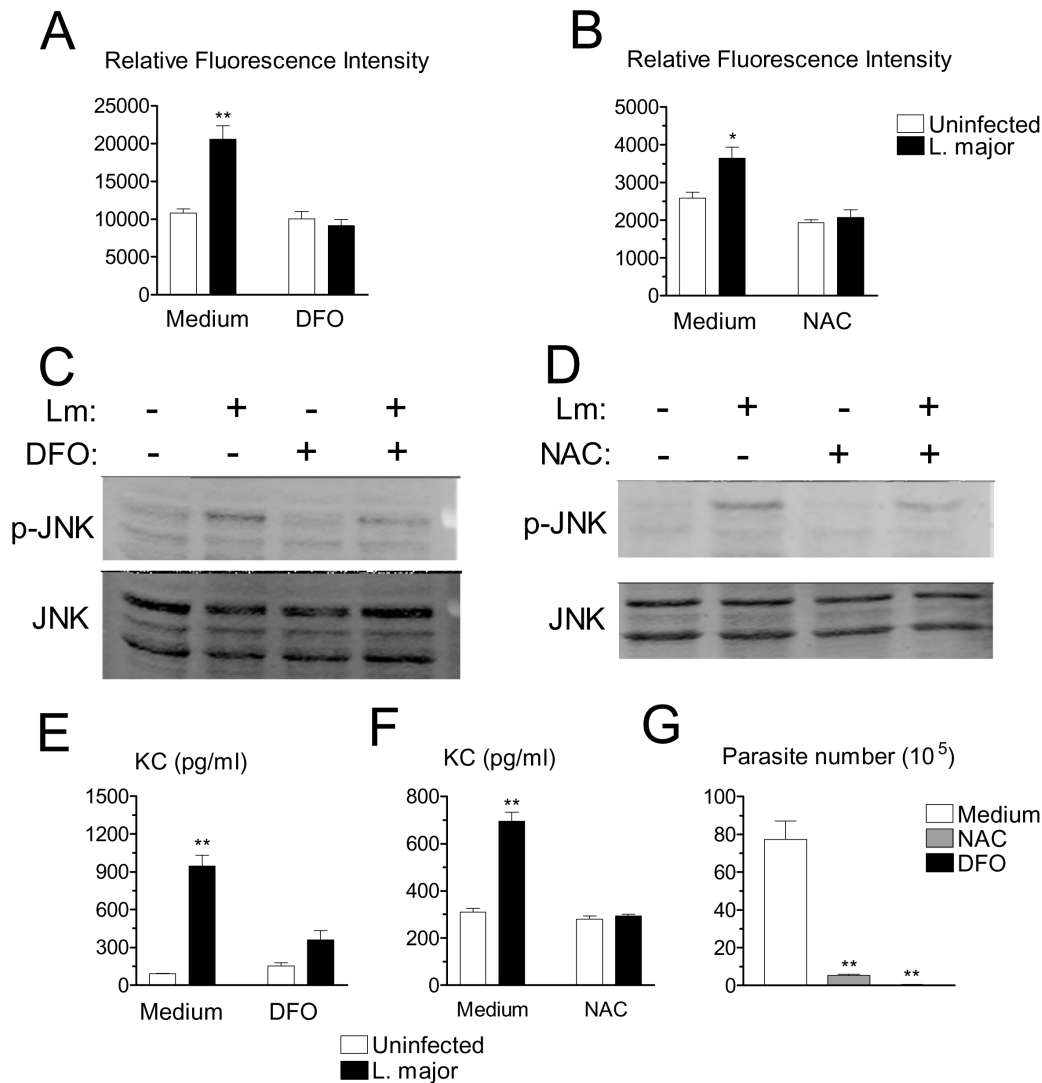 A
Relative Fluorescence Intensity
25000
20000
15000
10000
5000
0
**
Medium DFO
B
Relative Fluorescence Intensity
5000
4000
3000
2000
1000
0
*
Medium NAC
Uninfected
L. major
C
Lm: - + - +
DFO: - - + +
p-JNK
JNK
D
Lm: - + - +
NAC: - - + +
p-JNK
JNK
E
KC (pg/ml)
1500
1200
900
600
300
0
**
Medium DFO
F
KC (pg/ml)
800
600
400
200
0
**
Medium NAC
Uninfected
L. major
G
Parasite number (10⁵)
100
80
60
40
20
0
** **
Medium
NAC
DFO